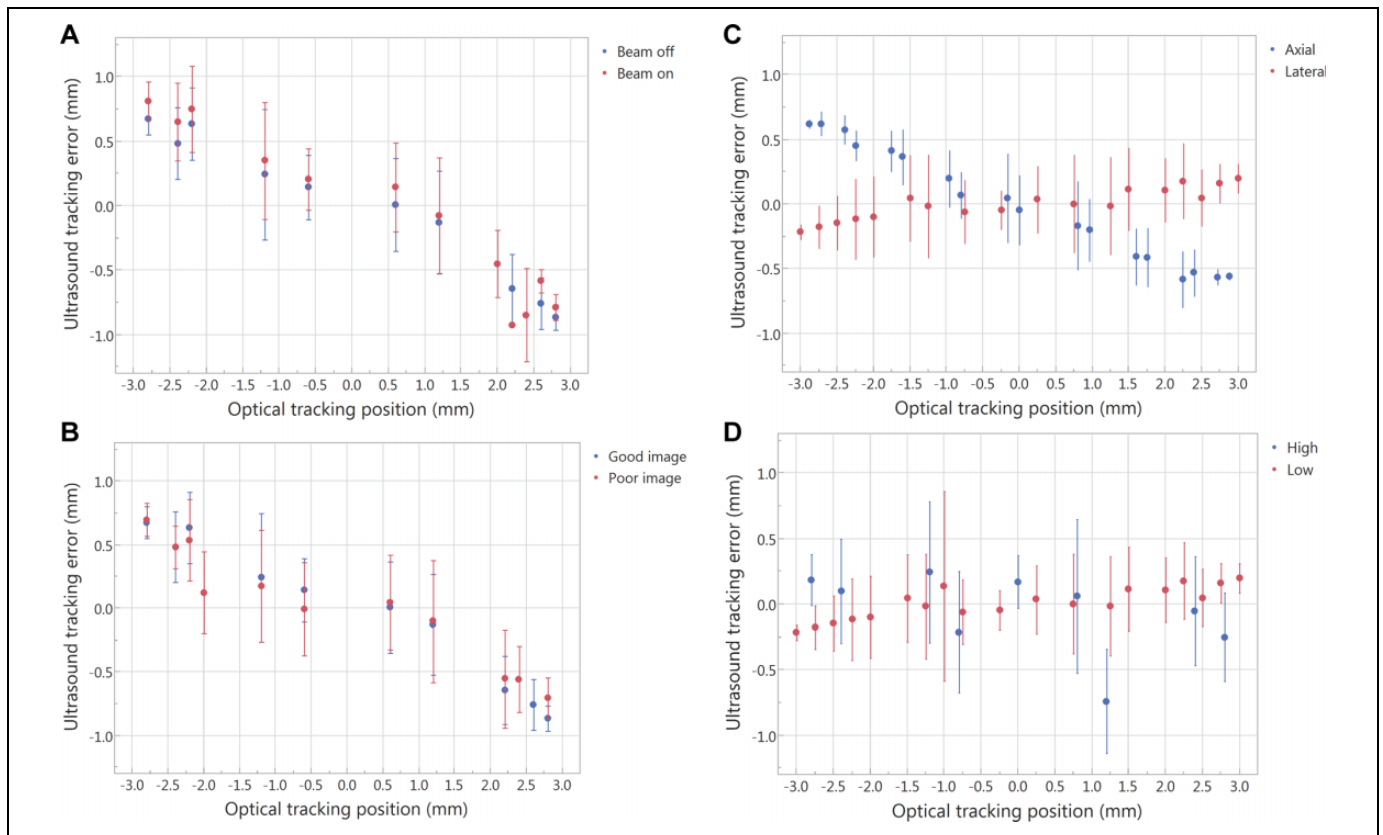 A
Beam off
Beam on
1.0
0.5
0.0
-0.5
-1.0
Ultrasound tracking error (mm)
-3.0 -2.5 -2.0 -1.5 -1.0 -0.5 0.0 0.5 1.0 1.5 2.0 2.5 3.0
Optical tracking position (mm)
B
Good image
Poor image
1.0
0.5
0.0
-0.5
-1.0
Ultrasound tracking error (mm)
-3.0 -2.5 -2.0 -1.5 -1.0 -0.5 0.0 0.5 1.0 1.5 2.0 2.5 3.0
Optical tracking position (mm)
C
Axial
Lateral
1.0
0.5
0.0
-0.5
-1.0
Ultrasound tracking error (mm)
-3.0 -2.5 -2.0 -1.5 -1.0 -0.5 0.0 0.5 1.0 1.5 2.0 2.5 3.0
Optical tracking position (mm)
D
High
Low
1.0
0.5
0.0
-0.5
-1.0
Ultrasound tracking error (mm)
-3.0 -2.5 -2.0 -1.5 -1.0 -0.5 0.0 0.5 1.0 1.5 2.0 2.5 3.0
Optical tracking position (mm)